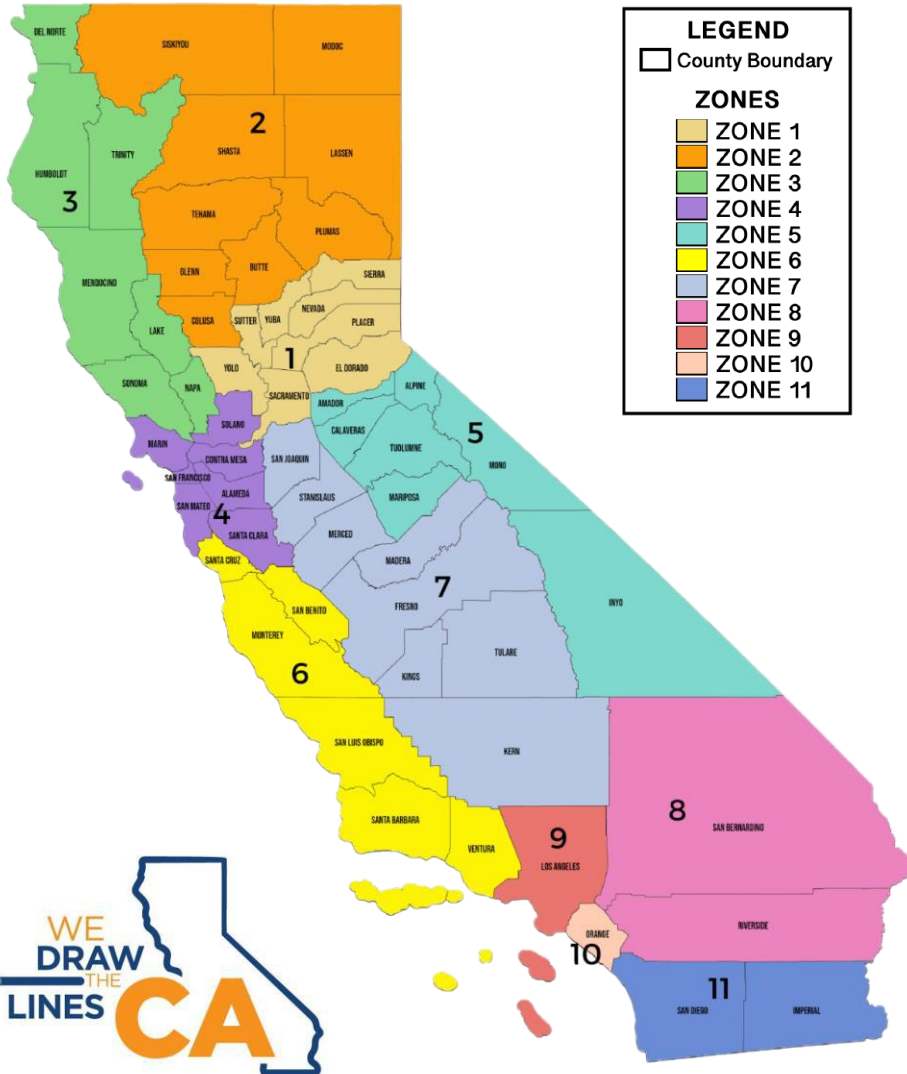 LEGEND
County Boundary
ZONES
ZONE 1
ZONE 2
ZONE 3
ZONE 4
ZONE 5
ZONE 6
ZONE 7
ZONE 8
ZONE 9
ZONE 10
ZONE 11
DEL NORTE
SISKIYOU
MODOC
2
SHASTA
TRINITY
LASSEN
HUMBOLDT
3
TEHAMA
PLUMAS
GLENN
BUTTE
SIERRA
MENDOCINO
NEVADA
COLUSA
SUTTER
YUBA
PLACER
LAKE
1
YOLO
EL DORADO
SONOMA
NAPA
ALPINE
SACRAMENTO
AMADOR
SOLANO
CALAVERAS
5
MARIN
TUOLUMNE
CONTRA MESA
SAN JOAQUIN
MONO
SAN FRANCISCO
ALAMEDA
STANISLAUS
MARIPOSA
SAN MATEO
4
SANTA CLARA
MERCED
SANTA CRUZ
MADERA
7
INYO
FRESNO
SAN BENITO
MONTEREY
TULARE
6
KINGS
SAN LUIS OBISPO
KERN
8
SAN BERNARDINO
SANTA BARBARA
9
VENTURA
LOS ANGELES
RIVERSIDE
ORANGE
10
11
SAN DIEGO
IMPERIAL
WE
DRAW
THE
LINES
CA